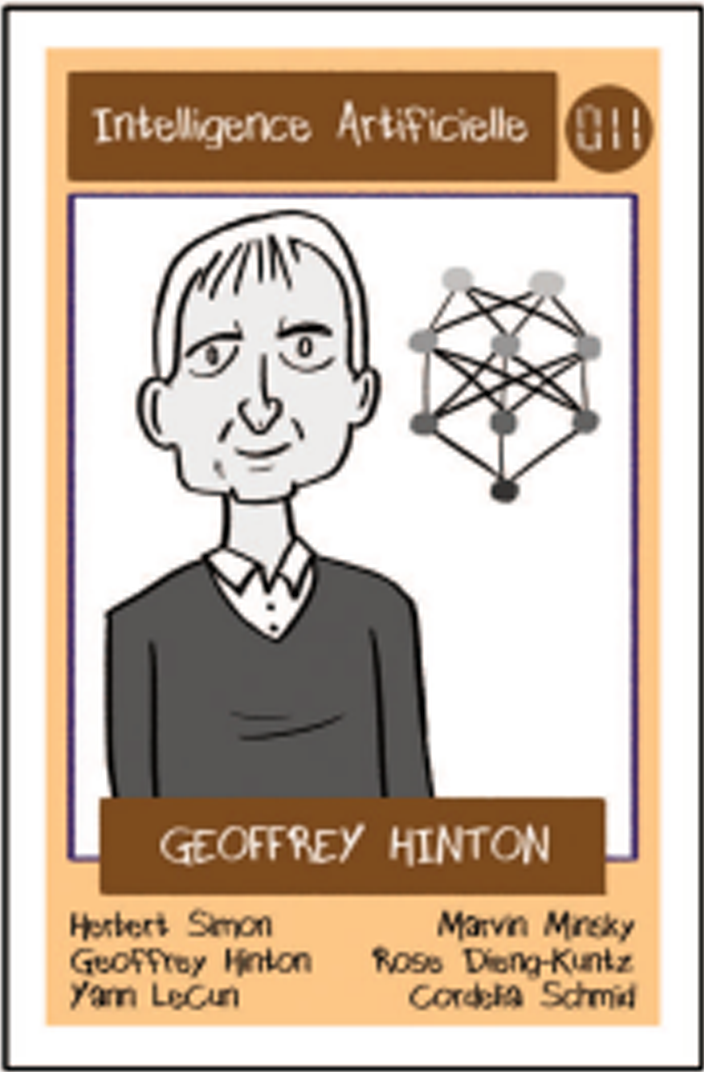 Intelligence Artificielle
011
GEOFFREY HINTON
Herbert Simon
Geoffrey Hinton
Yann LeCun
Marvin Minsky
Rose Dieng-Kuntz
Cordelia Schmid